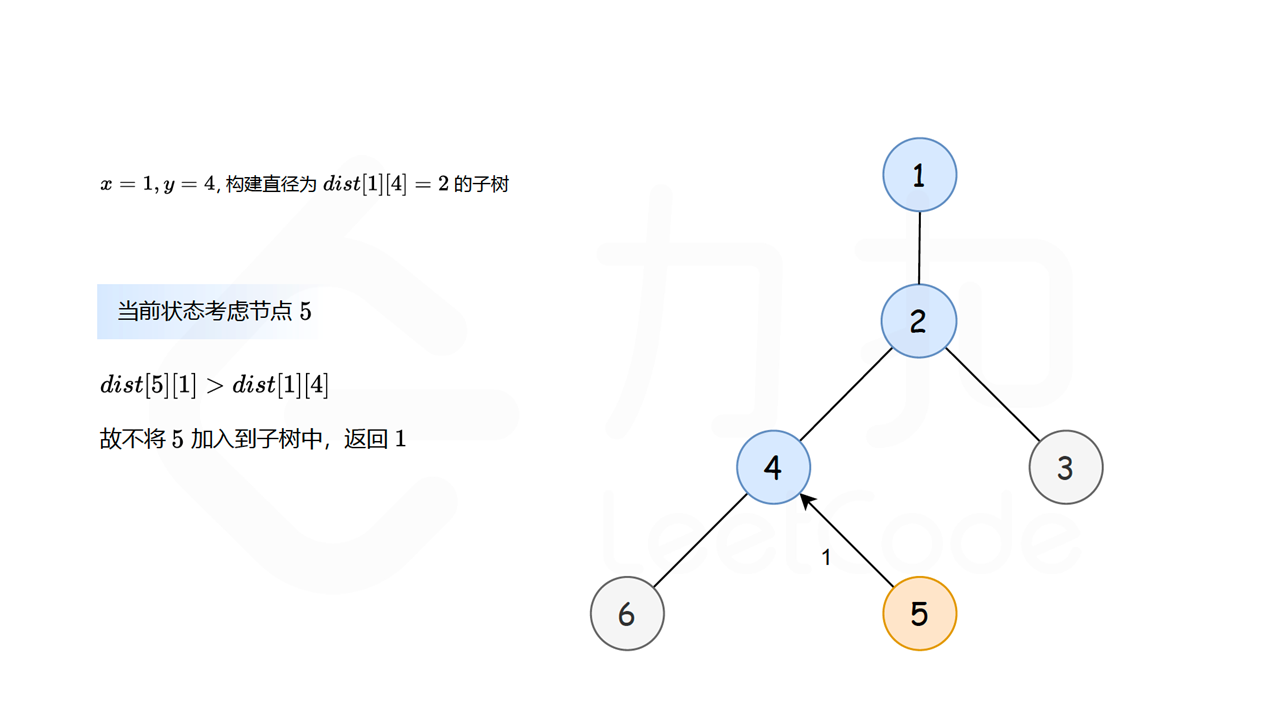 x = 1, y = 4, 构建直径为 dist[1][4] = 2 的子树
当前状态考虑节点 5
dist[5][1] > dist[1][4]
故不将 5 加入到子树中，返回 1
1
2
4
3
1
6
5
力扣
LeetCode